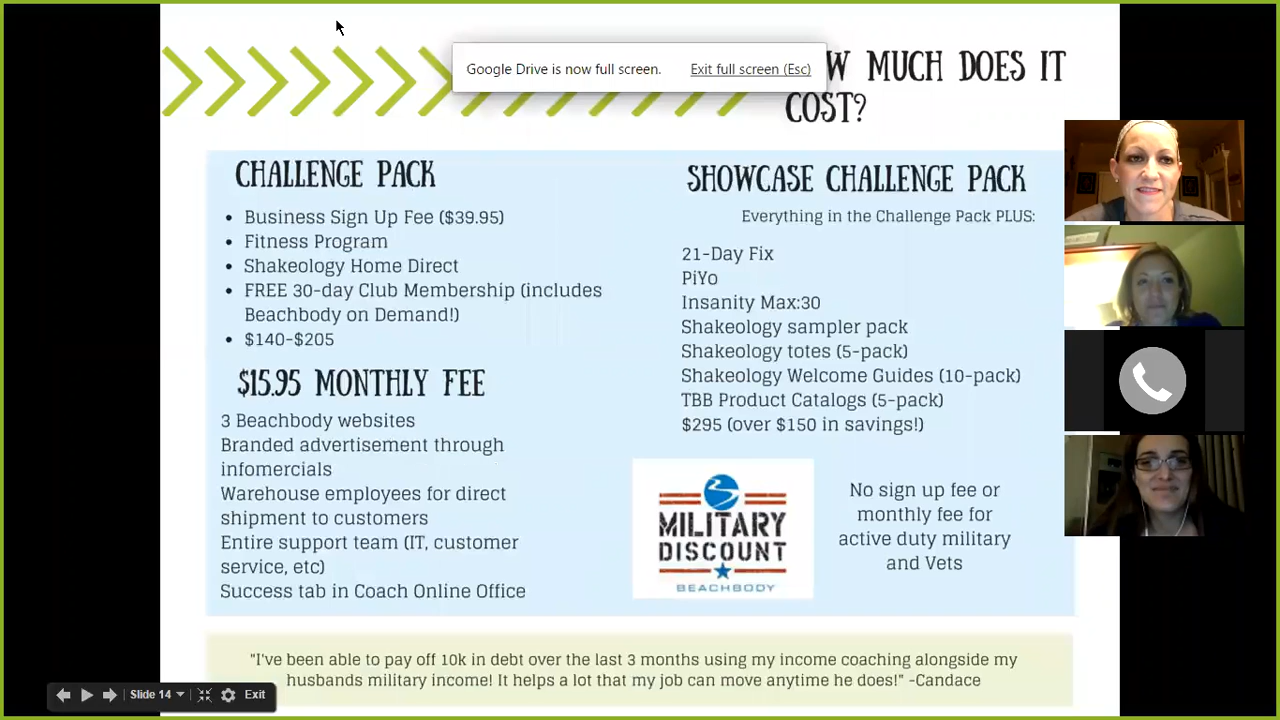 Google Drive is now full screen. Exit full screen (Esc)
W MUCH DOES IT
COST?
CHALLENGE PACK
• Business Sign Up Fee ($39.95)
• Fitness Program
• Shakeology Home Direct
• FREE 30-day Club Membership (includes
Beachbody on Demand!)
• $140-$205
$15.95 MONTHLY FEE
3 Beachbody websites
Branded advertisement through
infomercials
Warehouse employees for direct
shipment to customers
Entire support team (IT, customer
service, etc)
Success tab in Coach Online Office
SHOWCASE CHALLENGE PACK
Everything in the Challenge Pack PLUS:
21-Day Fix
PiYo
Insanity Max:30
Shakeology sampler pack
Shakeology totes (5-pack)
Shakeology Welcome Guides (10-pack)
TBB Product Catalogs (5-pack)
$295 (over $150 in savings!)
MILITARY
DISCOUNT
BEACHBODY
No sign up fee or
monthly fee for
active duty military
and Vets
"I've been able to pay off 10k in debt over the last 3 months using my income coaching alongside my
husbands military income! It helps a lot that my job can move anytime he does!" -Candace
Slide 14 Exit